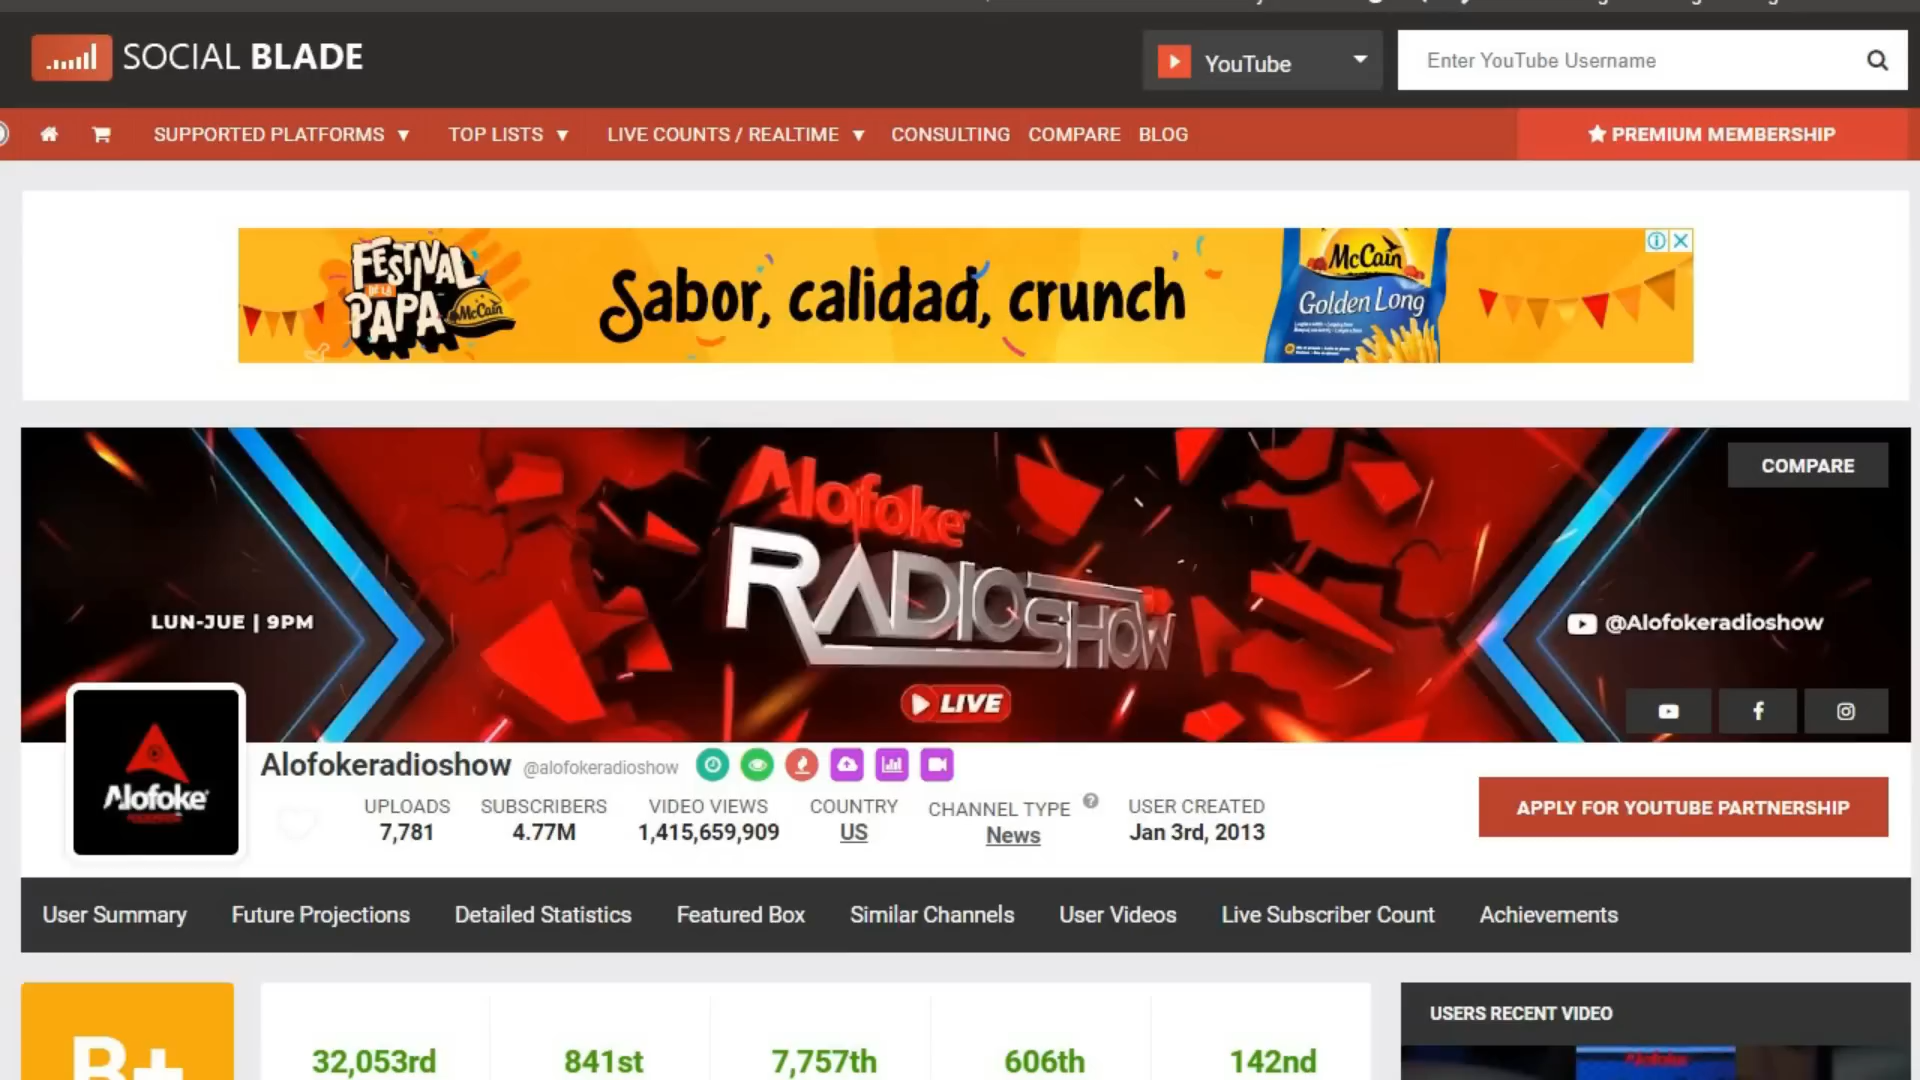 SOCIAL BLADE
YouTube
Enter YouTube Username
SUPPORTED PLATFORMS ▼ TOP LISTS ▼ LIVE COUNTS / REALTIME ▼ CONSULTING COMPARE BLOG
PREMIUM MEMBERSHIP
FESTIVAL
DE LA
PAPA
McCain
Sabor, calidad, crunch
McCain
Golden Long
COMPARE
Alofoke
RADIOSHOW
LUN-JUE | 9PM
@Alofokeradioshow
LIVE
Alofoke
Alofokeradioshow @alofokeradioshow
UPLOADS SUBSCRIBERS VIDEO VIEWS COUNTRY CHANNEL TYPE USER CREATED
7,781 4.77M 1,415,659,909 US News Jan 3rd, 2013
APPLY FOR YOUTUBE PARTNERSHIP
User Summary Future Projections Detailed Statistics Featured Box Similar Channels User Videos Live Subscriber Count Achievements
B+
32,053rd 841st 7,757th 606th 142nd
USERS RECENT VIDEO
Alofoke